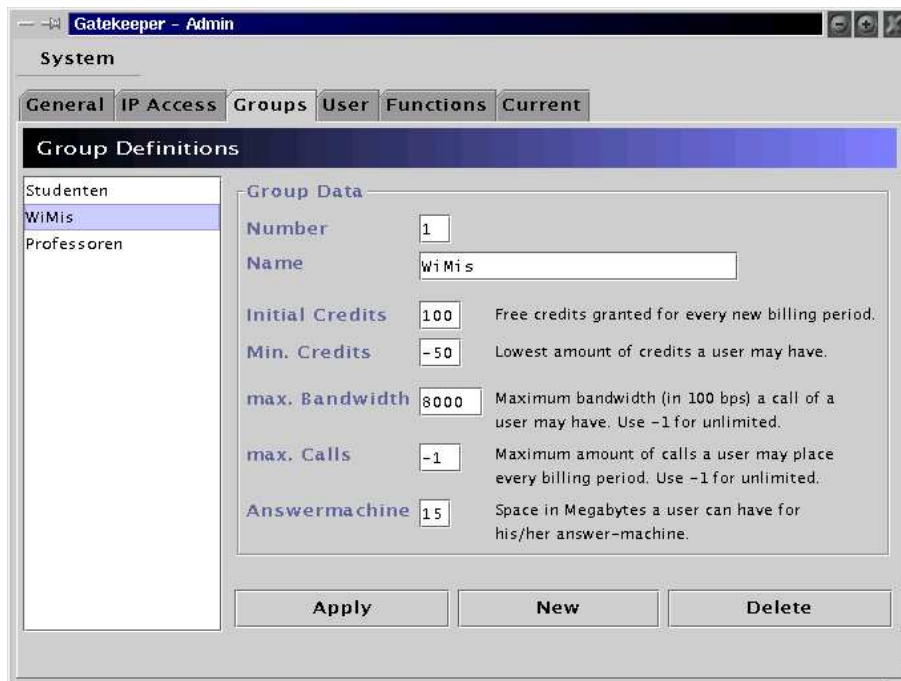 Gatekeeper - Admin
System
General IP Access Groups User Functions Current
Group Definitions
Studenten
WiMis
Professoren
Group Data
Number 1
Name WiMis
Initial Credits 100 Free credits granted for every new billing period.
Min. Credits -50 Lowest amount of credits a user may have.
max. Bandwidth 8000 Maximum bandwidth (in 100 bps) a call of a
user may have. Use -1 for unlimited.
max. Calls -1 Maximum amount of calls a user may place
every billing period. Use -1 for unlimited.
Answermachine 15 Space in Megabytes a user can have for
his/her answer-machine.
Apply New Delete